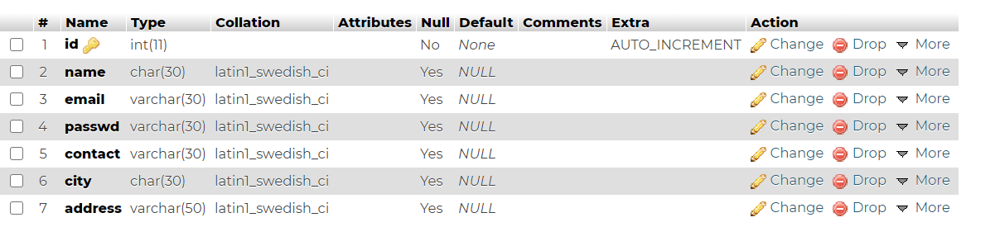 # Name Type Collation Attributes Null Default Comments Extra Action
1 id int(11) No None AUTO_INCREMENT Change Drop More
2 name char(30) latin1_swedish_ci Yes NULL Change Drop More
3 email varchar(30) latin1_swedish_ci Yes NULL Change Drop More
4 passwd varchar(30) latin1_swedish_ci Yes NULL Change Drop More
5 contact varchar(30) latin1_swedish_ci Yes NULL Change Drop More
6 city char(30) latin1_swedish_ci Yes NULL Change Drop More
7 address varchar(50) latin1_swedish_ci Yes NULL Change Drop More